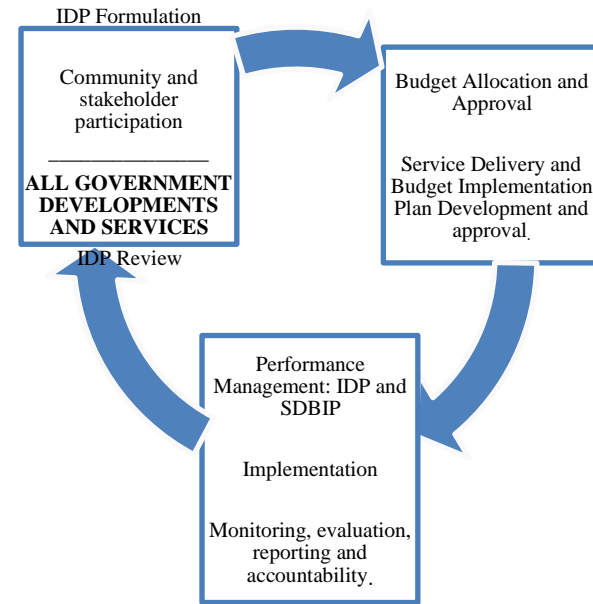 IDP Formulation
Community and
stakeholder
participation
_______________
ALL GOVERNMENT
DEVELOPMENTS
AND SERVICES
IDP Review
Budget Allocation and
Approval
Service Delivery and
Budget Implementation
Plan Development and
approval.
Performance
Management: IDP and
SDBIP
Implementation
Monitoring, evaluation,
reporting and
accountability.